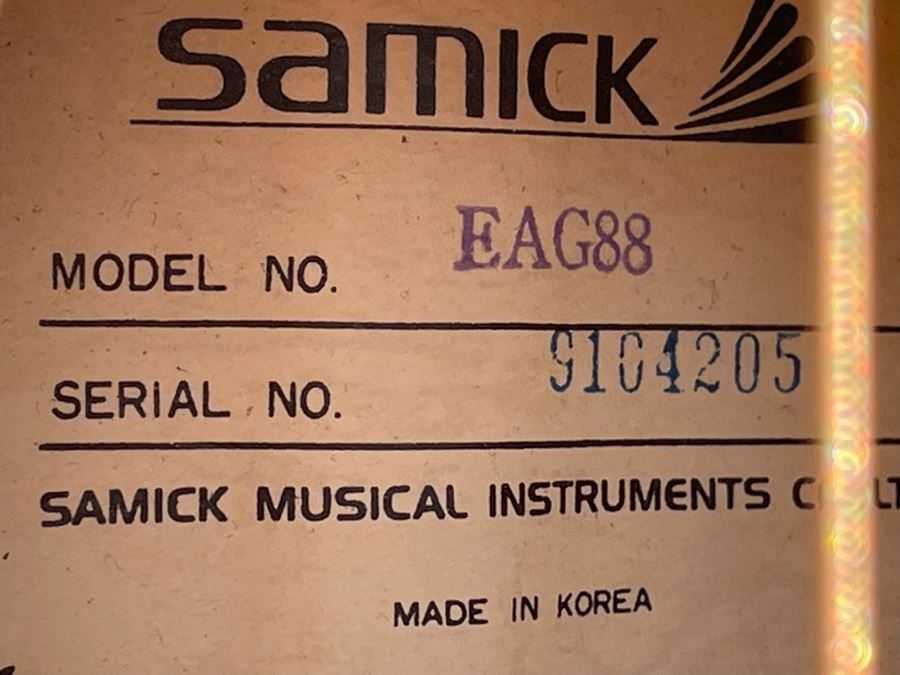 SAMICK
MODEL NO. EAG88
SERIAL NO. 9104205
SAMICK MUSICAL INSTRUMENTS
MADE IN KOREA